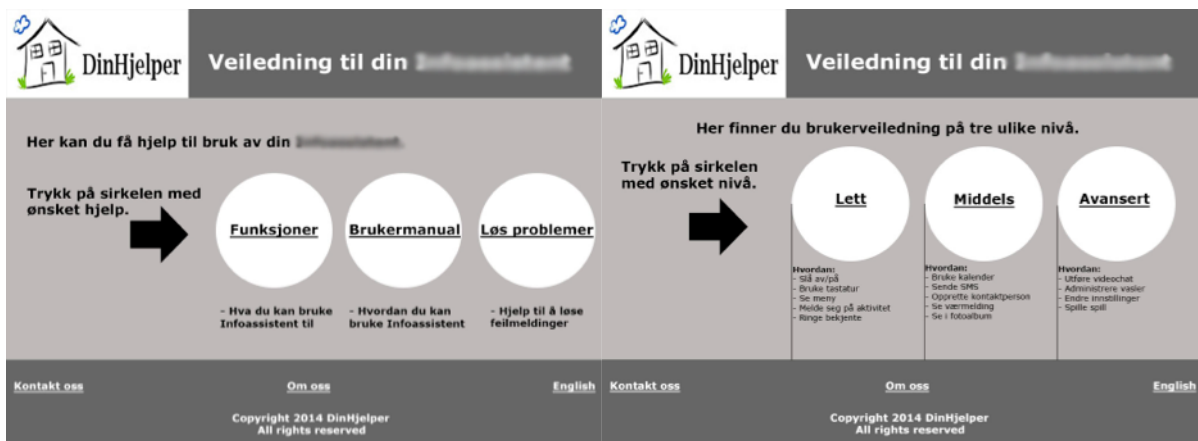 DinHjelper
Veiledning til din
Her kan du få hjelp til bruk av din
Trykk på sirkelen med
ønsket hjelp.
Funksjoner
Brukermanual
Løs problemer
- Hva du kan bruke
Infoassistent til
- Hvordan du kan
bruke Infoassistent
- Hjelp til å løse
feilmeldinger
Kontakt oss
Om oss
English
Copyright 2014 DinHjelper
All rights reserved
DinHjelper
Veiledning til din
Her finner du brukerveiledning på tre ulike nivå.
Trykk på sirkelen
med ønsket nivå.
Lett
Middels
Avansert
Hvordan:
- Slå av/på
- Bruke tastatur
- Se meny
- Melde seg på aktivitet
- Ringe bekjente
Hvordan:
- Bruke kalender
- Sende SMS
- Opprette kontaktperson
- Se værmelding
- Se i fotoalbum
Hvordan:
- Utføre videochat
- Administrere vasler
- Endre innstillinger
- Spille spill
Kontakt oss
Om oss
English
Copyright 2014 DinHjelper
All rights reserved